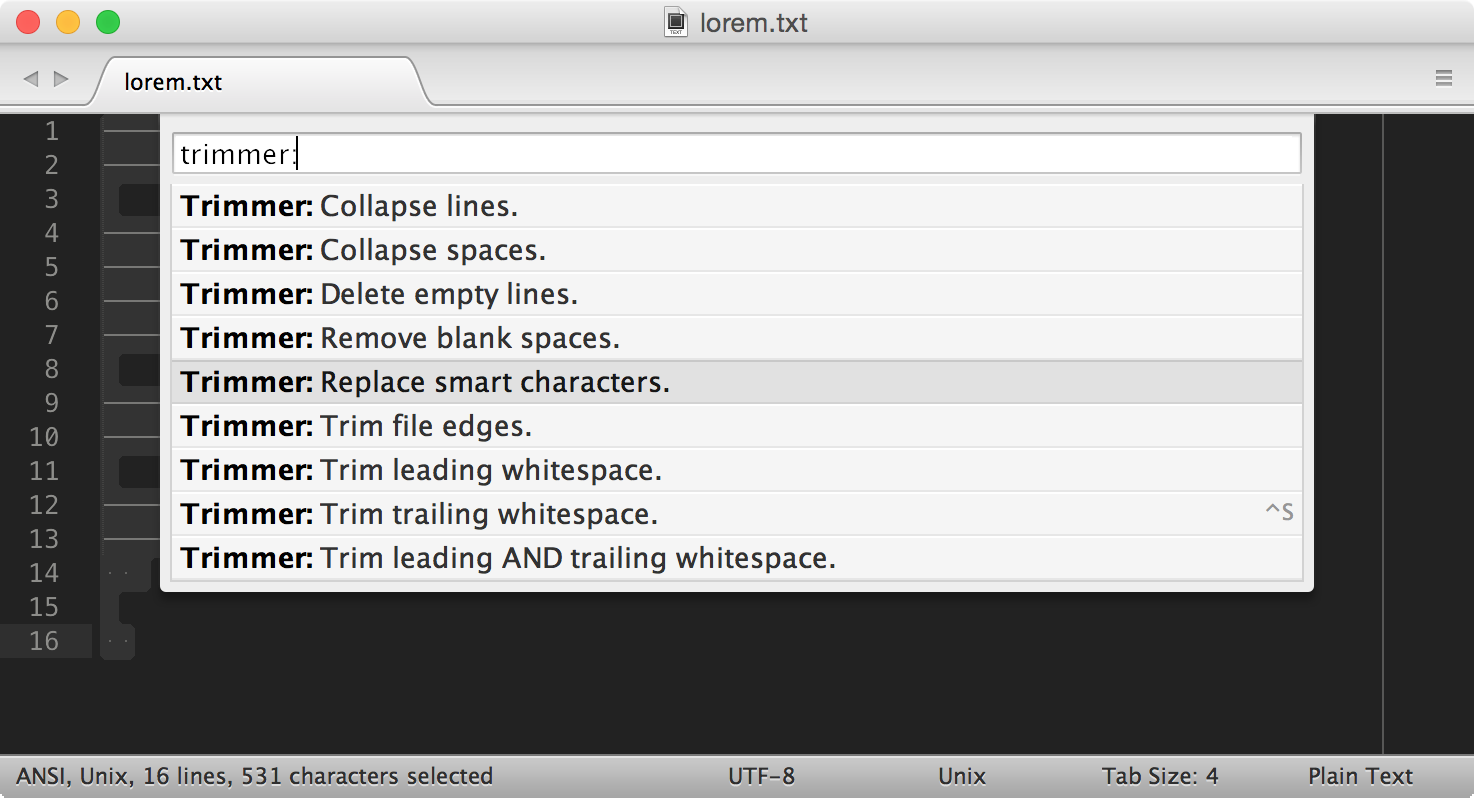 lorem.txt
lorem.txt
trimmer:
Trimmer: Collapse lines.
Trimmer: Collapse spaces.
Trimmer: Delete empty lines.
Trimmer: Remove blank spaces.
Trimmer: Replace smart characters.
Trimmer: Trim file edges.
Trimmer: Trim leading whitespace.
Trimmer: Trim trailing whitespace. ^S
Trimmer: Trim leading AND trailing whitespace.
1
2
3
4
5
6
7
8
9
10
11
12
13
14
15
16
ANSI, Unix, 16 lines, 531 characters selected UTF-8 Unix Tab Size: 4 Plain Text